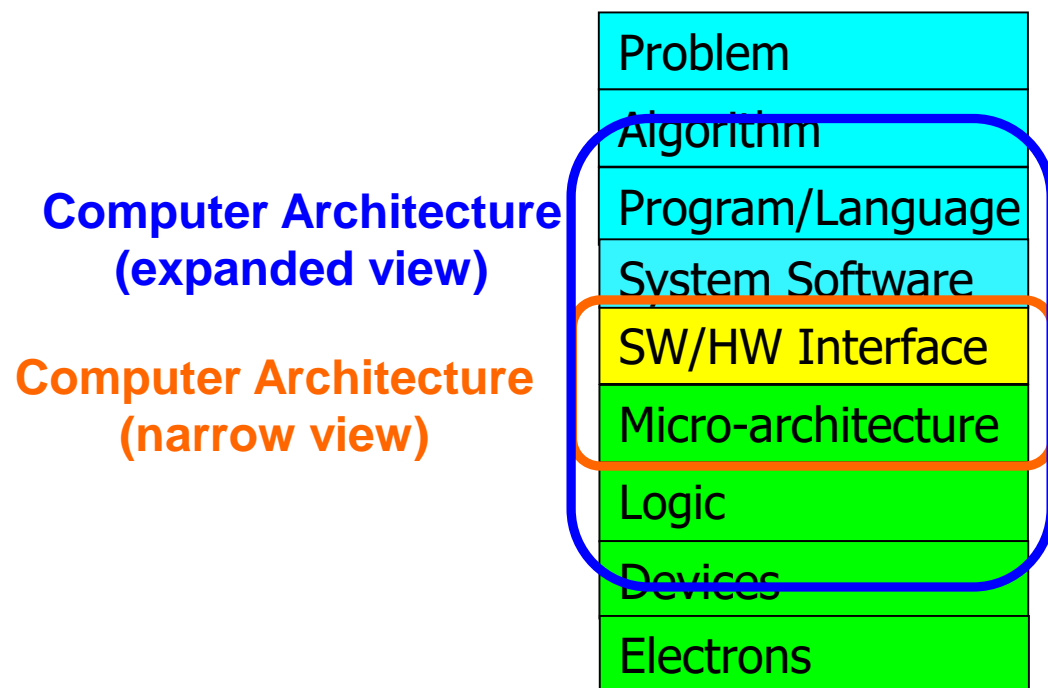 Problem
Algorithm
Program/Language
System Software
SW/HW Interface
Micro-architecture
Logic
Devices
Electrons
Computer Architecture
(expanded view)
Computer Architecture
(narrow view)